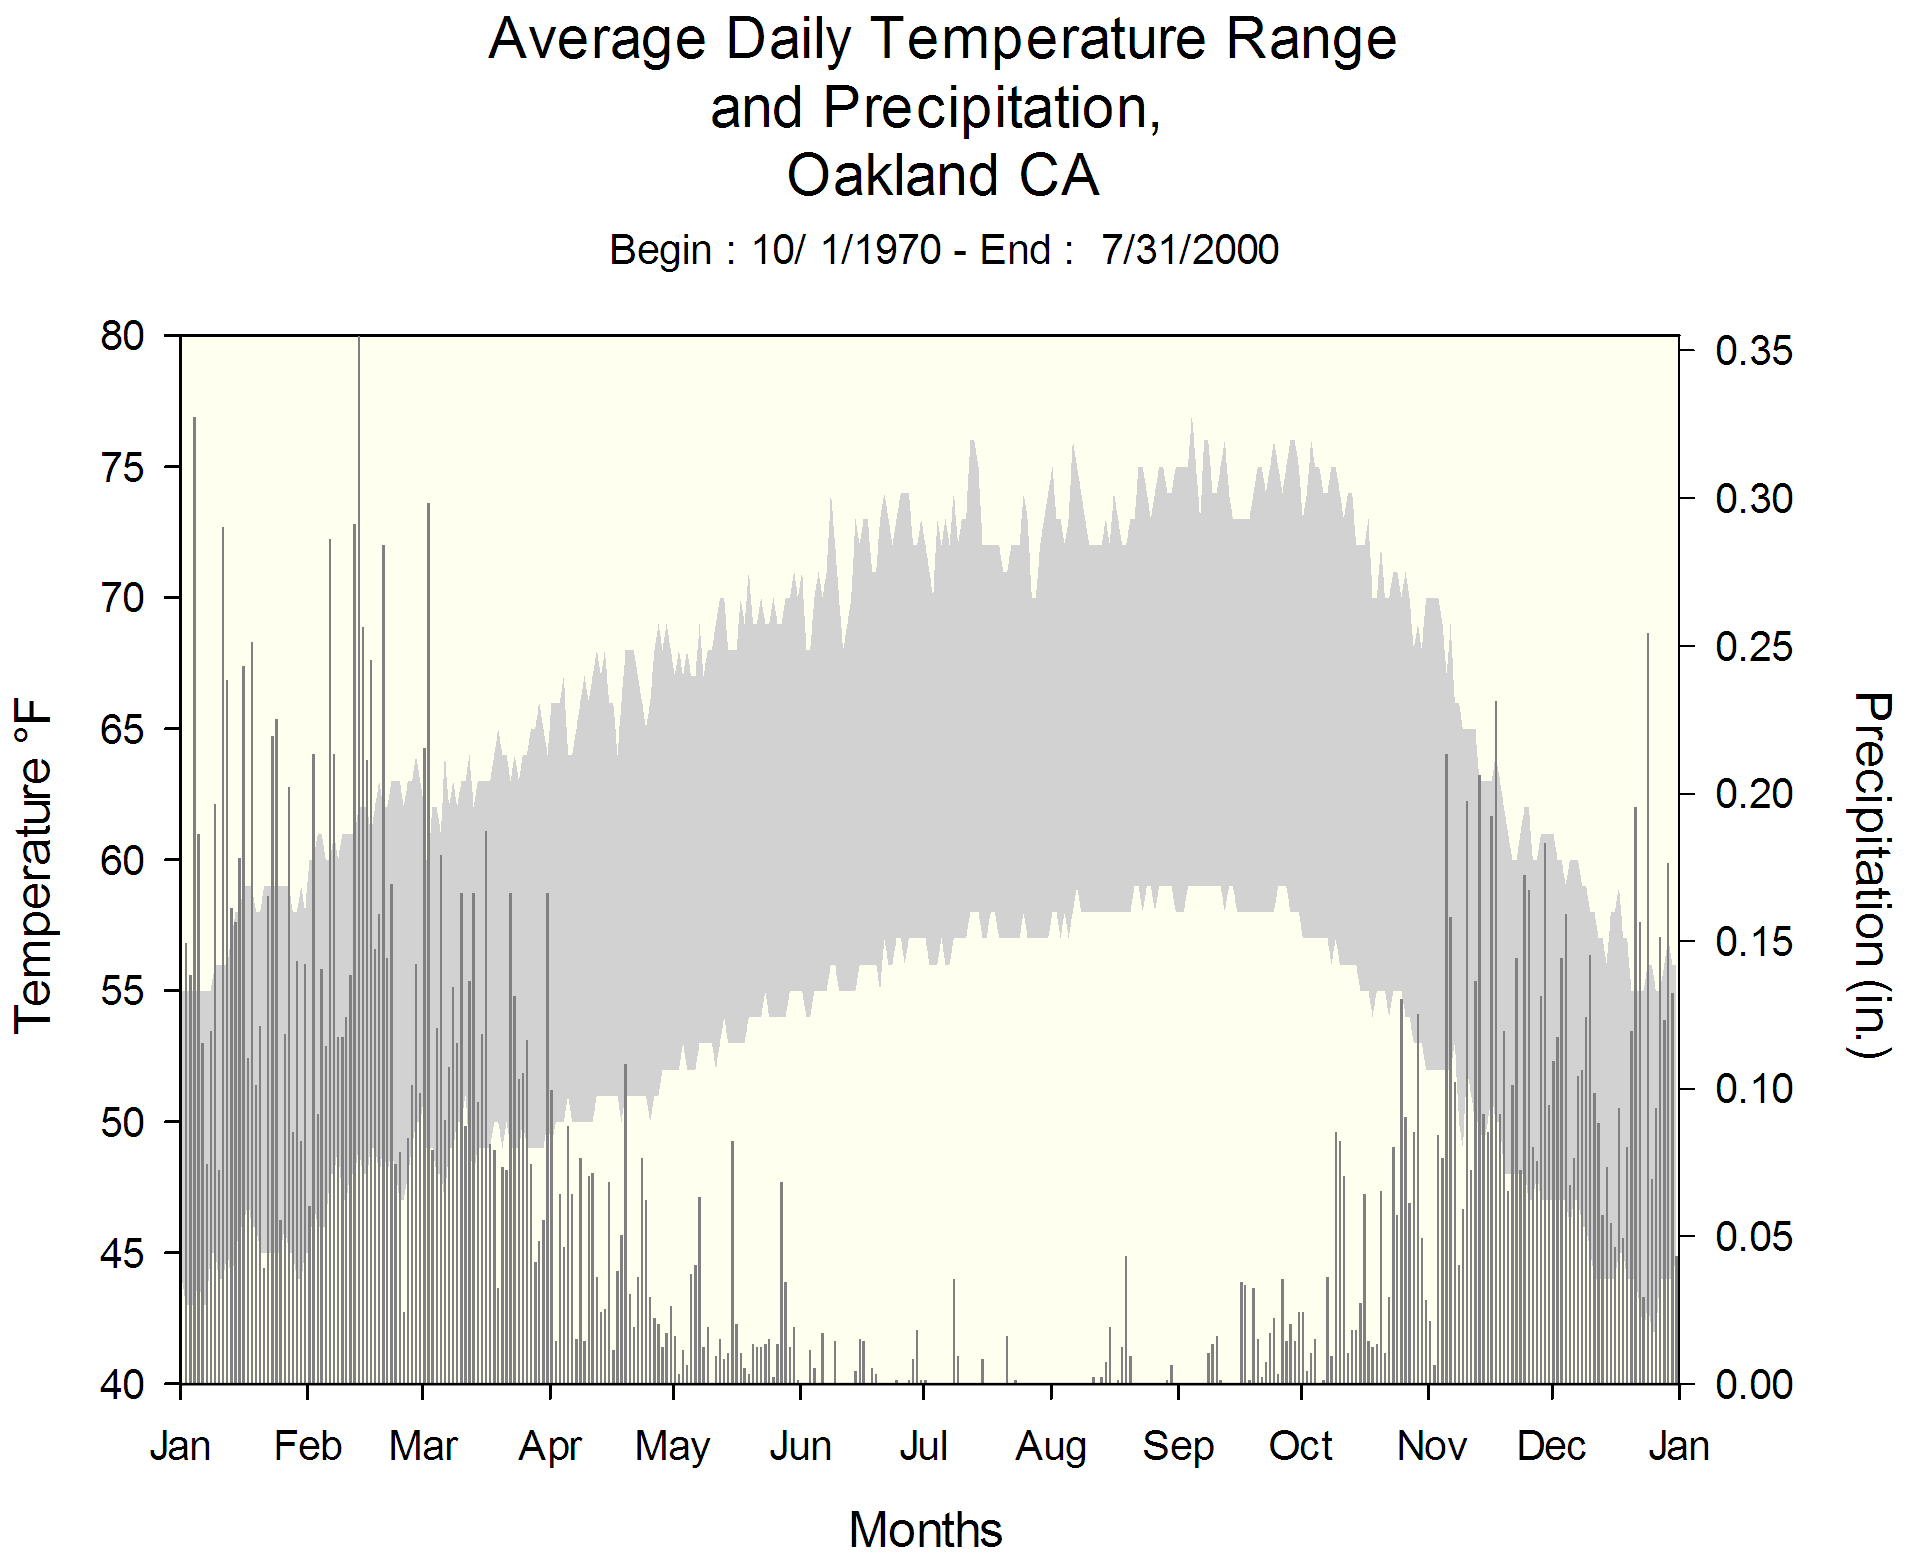 Average Daily Temperature Range
and Precipitation,
Oakland CA
Begin : 10/ 1/1970 - End :  7/31/2000
80
75
70
65
60
55
50
45
40
Temperature °F
0.35
0.30
0.25
0.20
0.15
0.10
0.05
0.00
Precipitation (in.)
Jan Feb Mar Apr May Jun Jul Aug Sep Oct Nov Dec Jan
Months